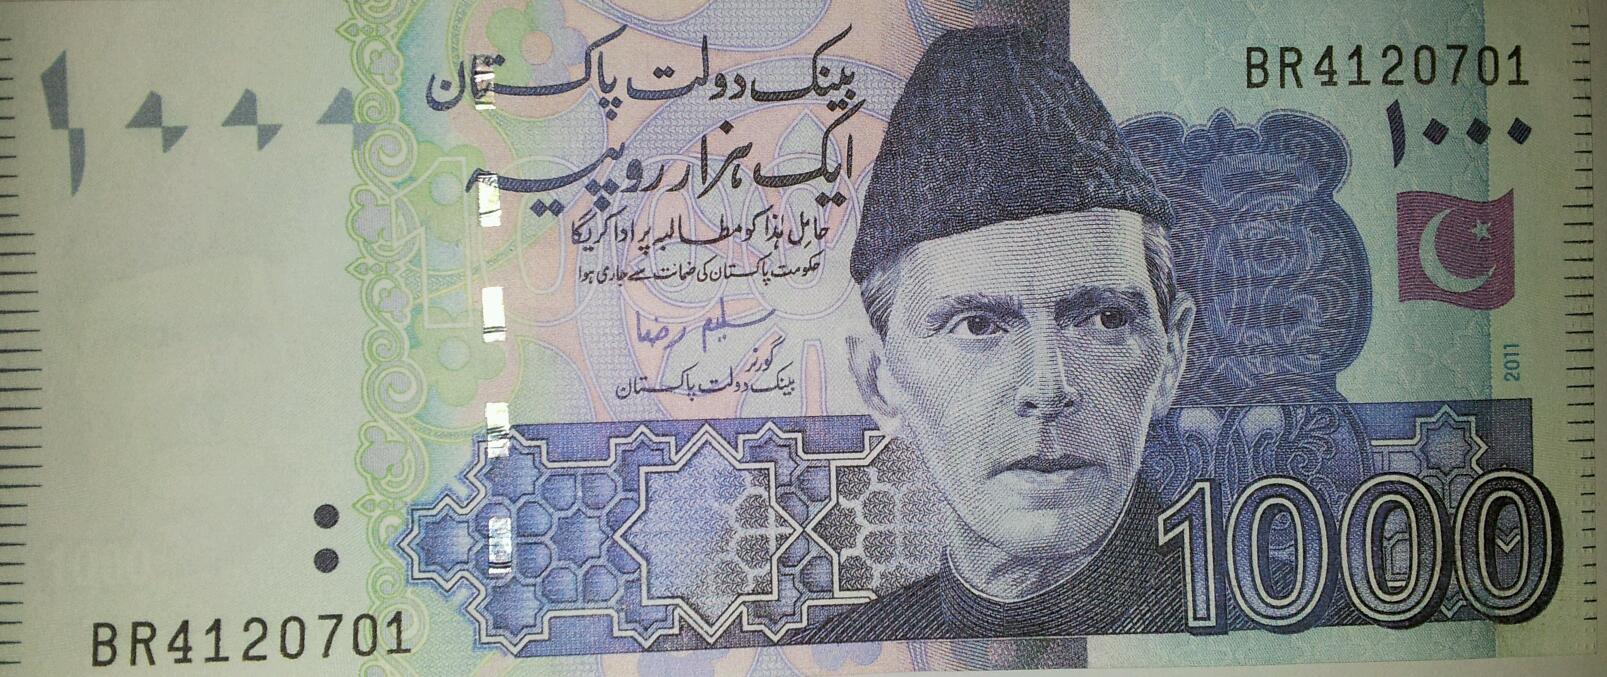 بینک دولت پاکستان
ایک ہزار روپیہ
حاملِ ہٰذا کو مطالبہ پر ادا کریگا
حکومت پاکستان کی ضمانت سے جاری ہوا
سلیم رضا
گورنر
بینک دولت پاکستان
BR4120701
۱۰۰۰
۱۰۰۰
2011
1000
BR4120701